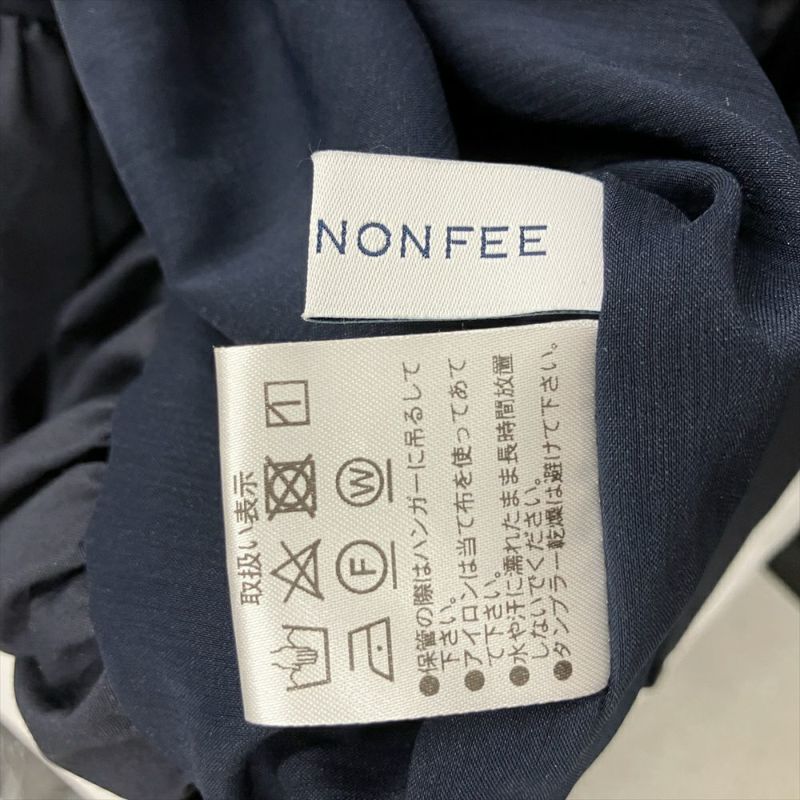 NONFEE
取扱い表示
F W
●保管の際はハンガーに吊るして
下さい。
●アイロンは当て布を使ってあて
て下さい。
●水や汗に濡れたまま長時間放置
しないでください。
●タンブラー乾燥は避けて下さい。